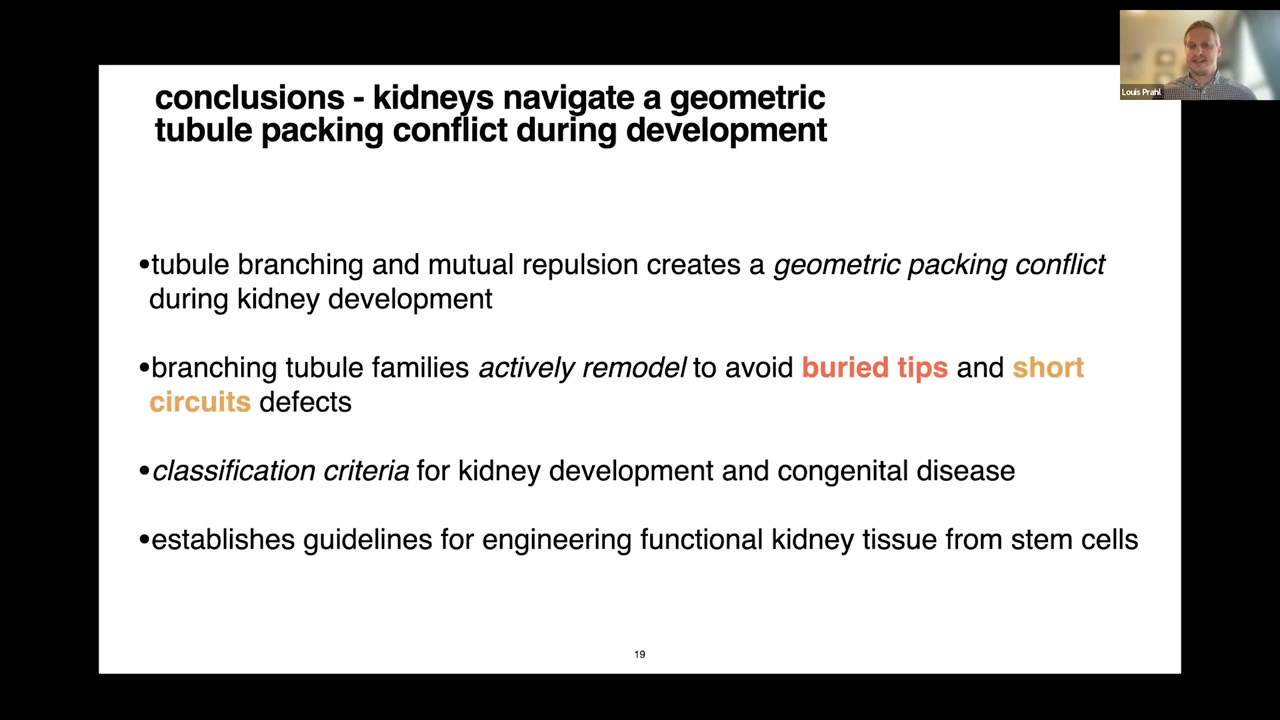 Louis Prahl
conclusions - kidneys navigate a geometric
tubule packing conflict during development
•tubule branching and mutual repulsion creates a geometric packing conflict
during kidney development
•branching tubule families actively remodel to avoid buried tips and short
circuits defects
•classification criteria for kidney development and congenital disease
•establishes guidelines for engineering functional kidney tissue from stem cells
19